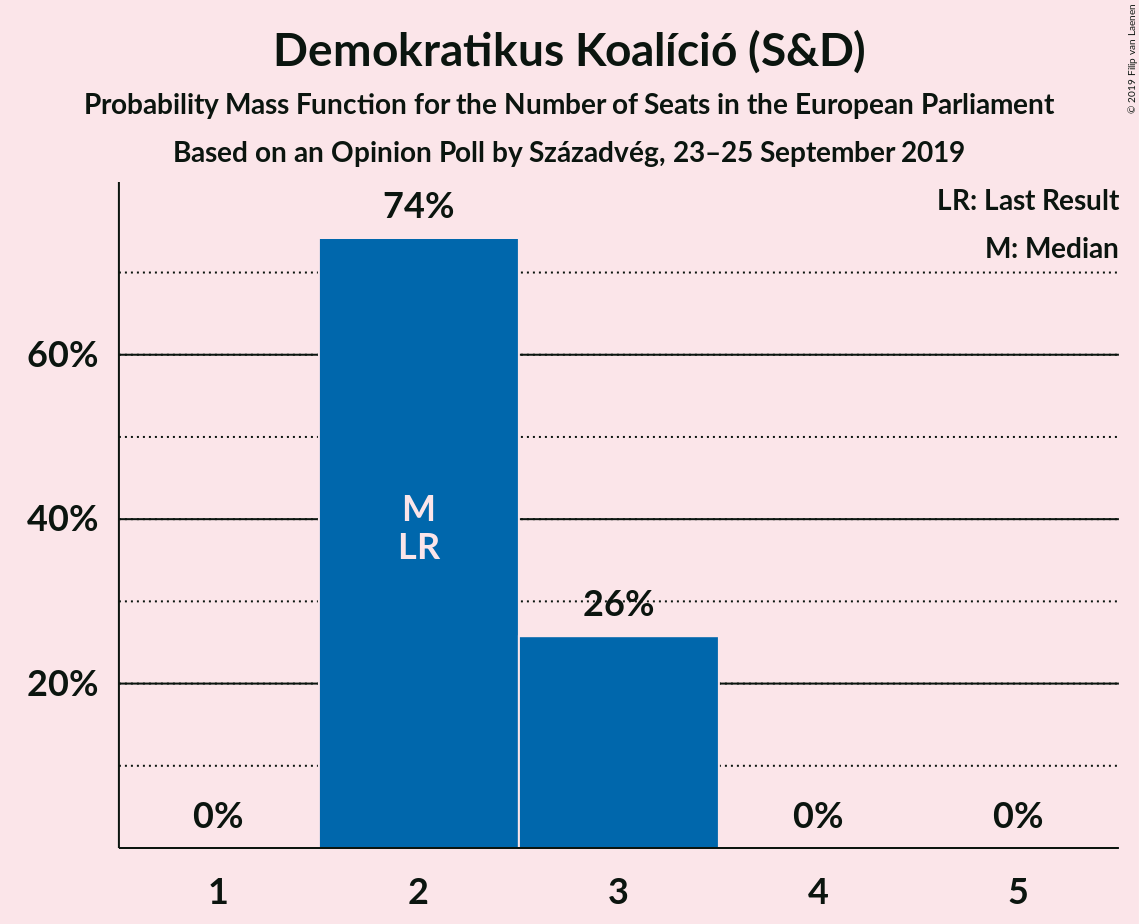 Demokratikus Koalíció (S&D)
Probability Mass Function for the Number of Seats in the European Parliament
Based on an Opinion Poll by Századvég, 23–25 September 2019
© 2019 Filip van Laenen
LR: Last Result
M: Median
74%
60%
40%
20%
M
LR
26%
0%
0%
0%
1
2
3
4
5